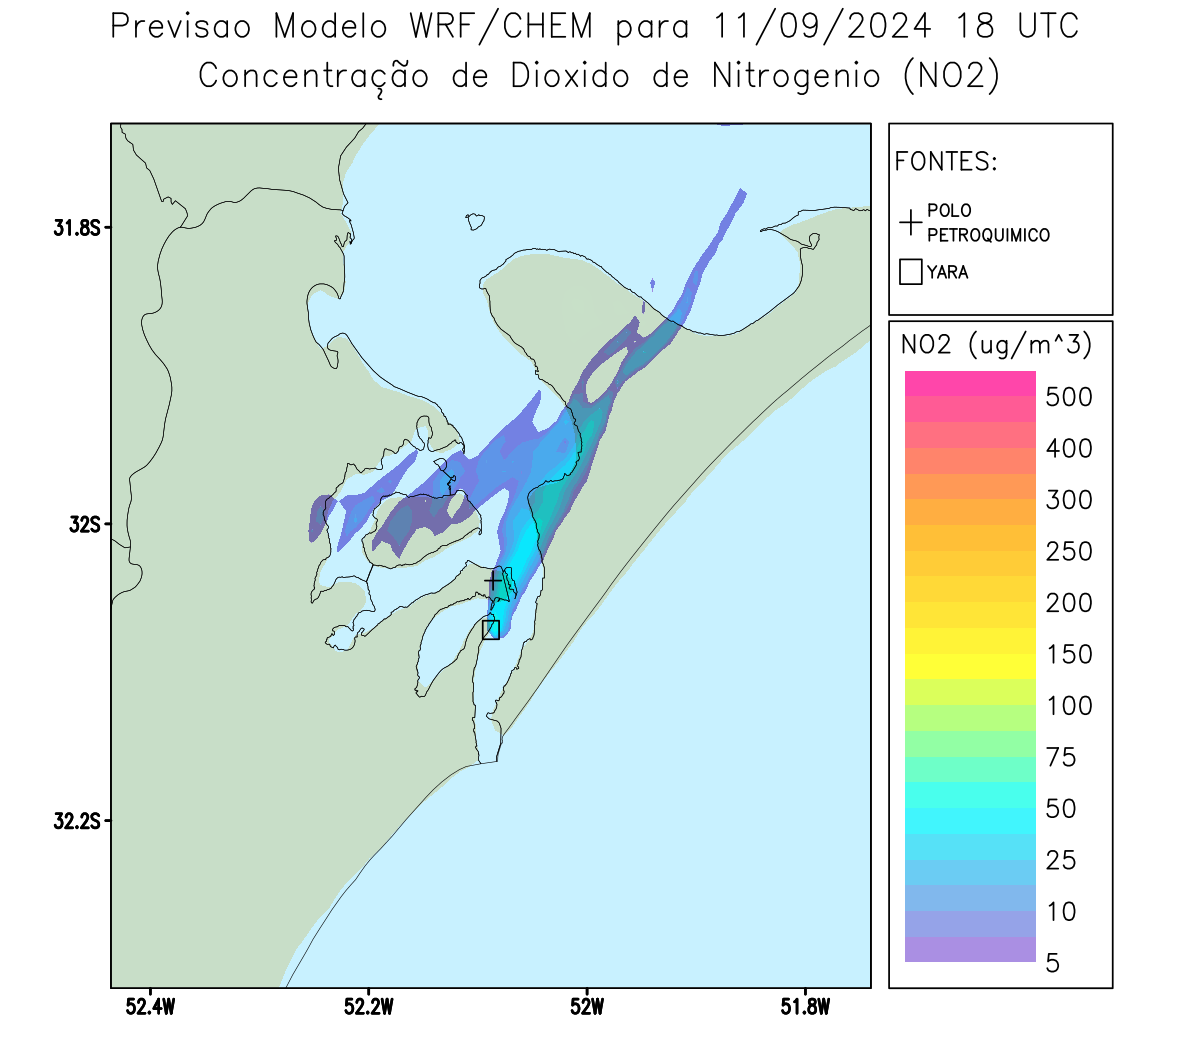 Previsao Modelo WRF/CHEM para 11/09/2024 18 UTC
Concentração de Dioxido de Nitrogenio (NO2)
FONTES:
POLO
PETROQUIMICO
YARA
NO2 (ug/m^3)
500
400
300
250
200
150
100
75
50
25
10
5
31.8S
32S
32.2S
52.4W
52.2W
52W
51.8W